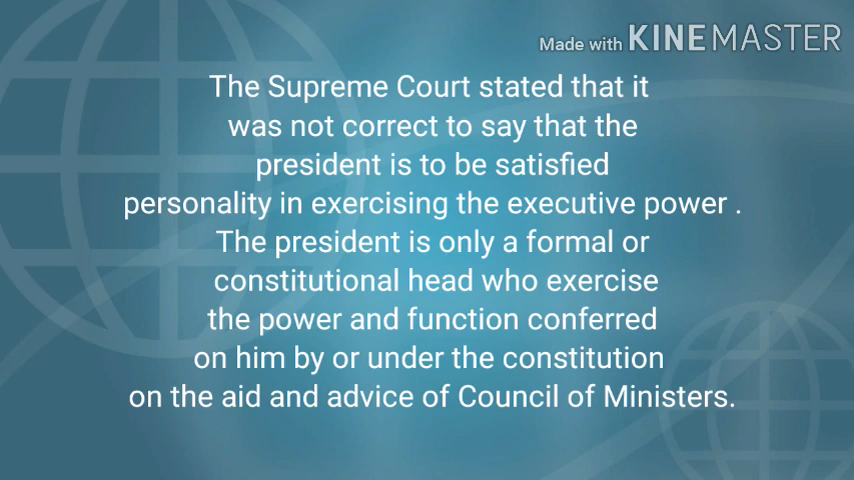 Made with KINEMASTER
The Supreme Court stated that it
was not correct to say that the
president is to be satisfied
personality in exercising the executive power .
The president is only a formal or
constitutional head who exercise
the power and function conferred
on him by or under the constitution
on the aid and advice of Council of Ministers.